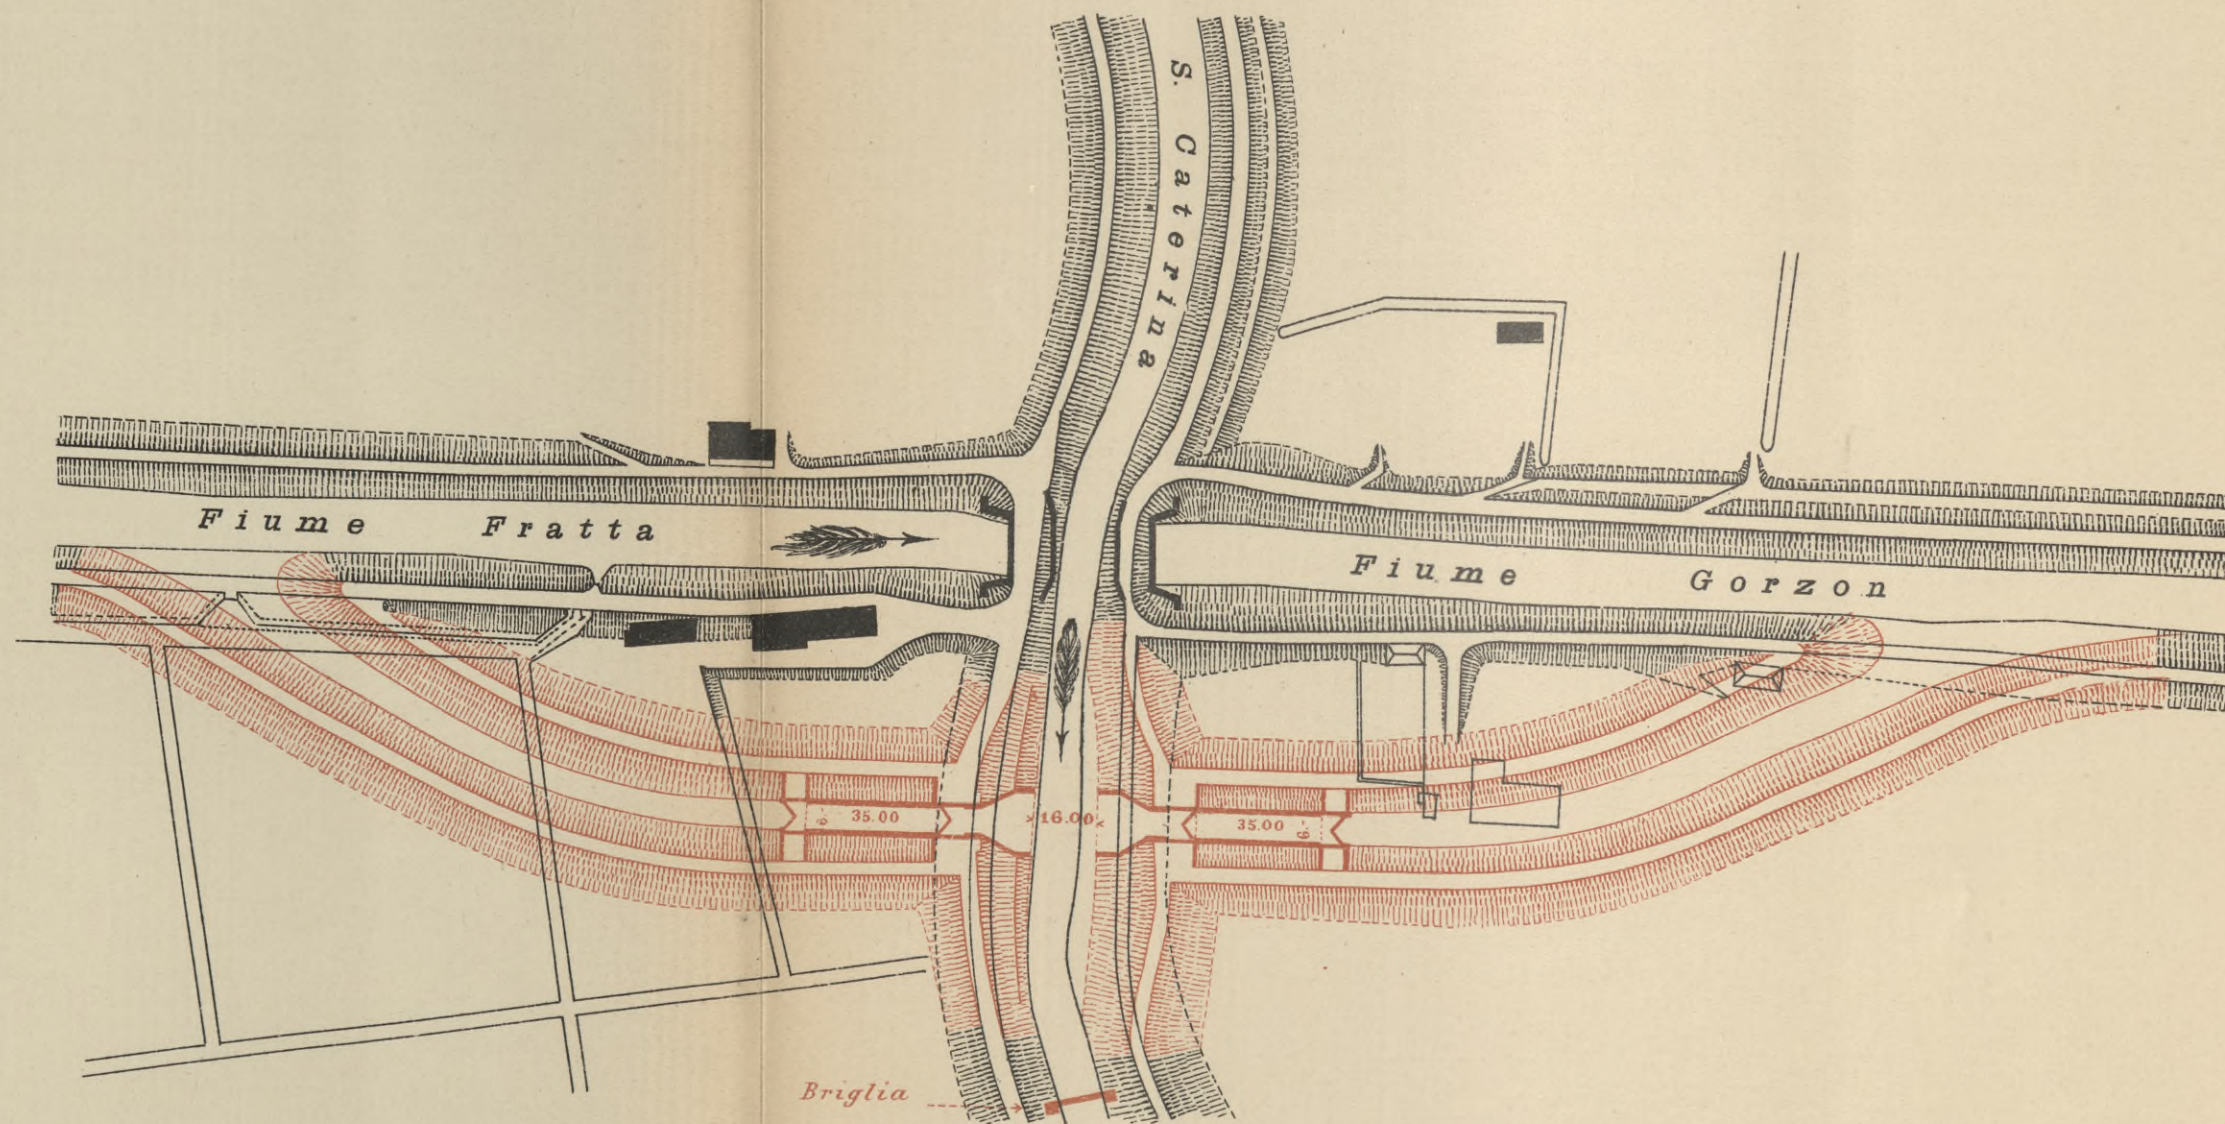 S. Caterina
Fiume Fratta
Fiume Gorzon
35.00
16.00
35.00
Briglia